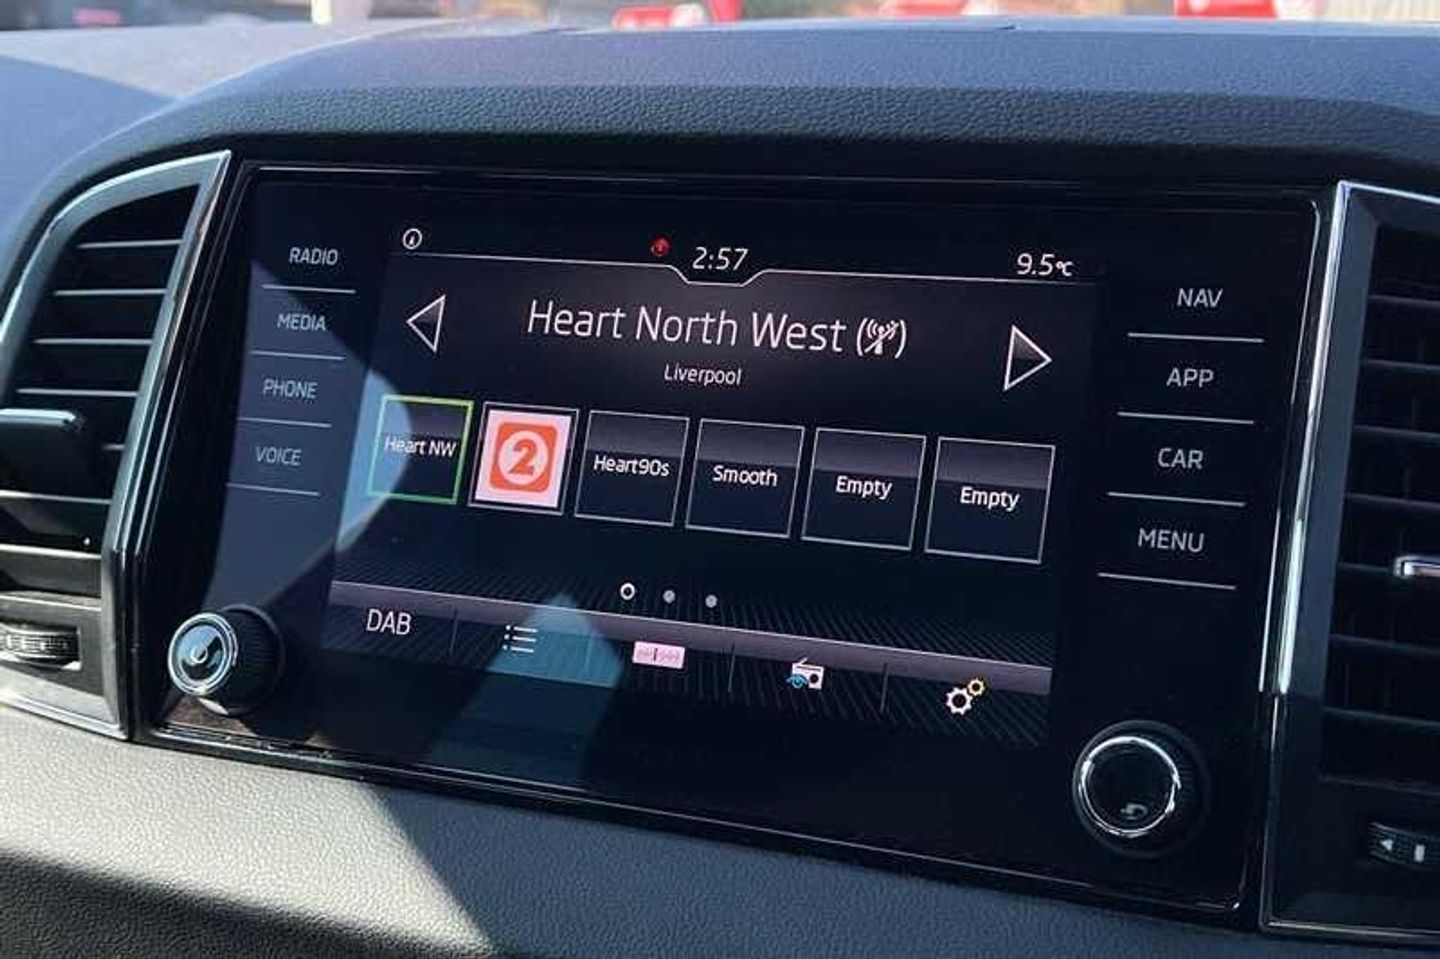 2:57
9.5°C
RADIO
MEDIA
PHONE
VOICE
Heart North West
Liverpool
Heart NW
2
Heart90s
Smooth
Empty
Empty
DAB
NAV
APP
CAR
MENU